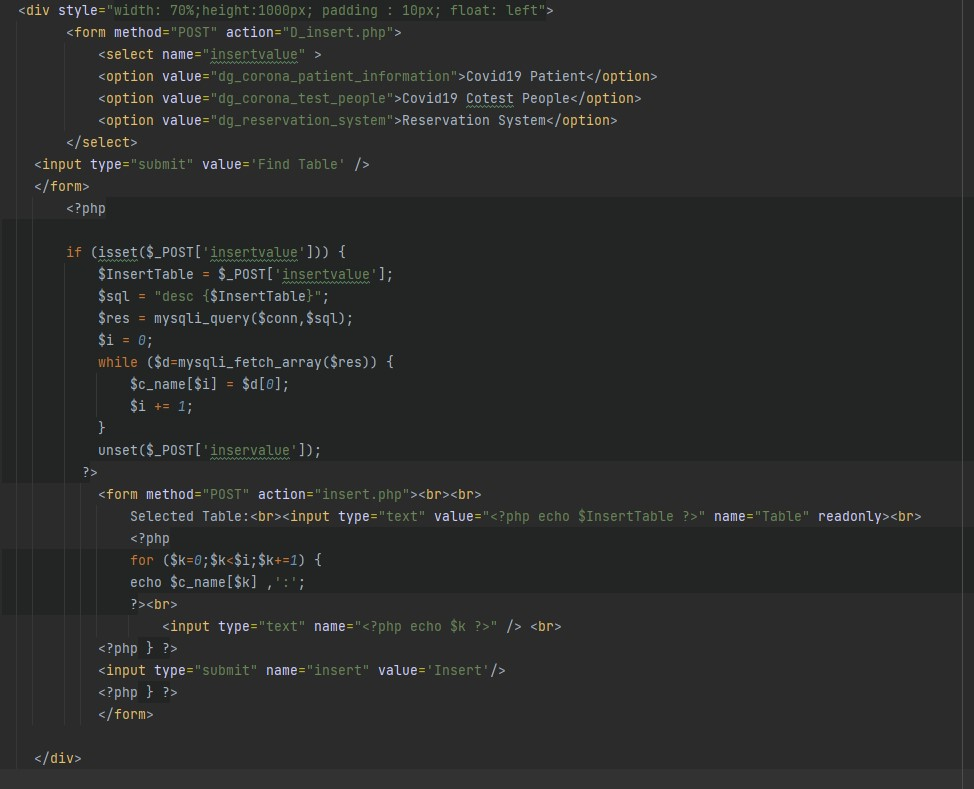 <div style="width: 70%;height:1000px; padding : 10px; float: left">
<form method="POST" action="D_insert.php">
<select name="insertvalue" >
<option value="dg_corona_patient_information">Covid19 Patient</option>
<option value="dg_corona_test_people">Covid19 Cotest People</option>
<option value="dg_reservation_system">Reservation System</option>
</select>
<input type="submit" value='Find Table' />
</form>
<?php
if (isset($_POST['insertvalue'])) {
$InsertTable = $_POST['insertvalue'];
$sql = "desc {$InsertTable}";
$res = mysqli_query($conn,$sql);
$i = 0;
while ($d=mysqli_fetch_array($res)) {
$c_name[$i] = $d[0];
$i += 1;
}
unset($_POST['inservalue']);
?>
<form method="POST" action="insert.php"><br><br>
Selected Table:<br><input type="text" value="<?php echo $InsertTable ?>" name="Table" readonly><br>
<?php
for ($k=0;$k<$i;$k+=1) {
echo $c_name[$k] ,':';
?><br>
<input type="text" name="<?php echo $k ?>" /> <br>
<?php } ?>
<input type="submit" name="insert" value='Insert'/>
<?php } ?>
</form>
</div>